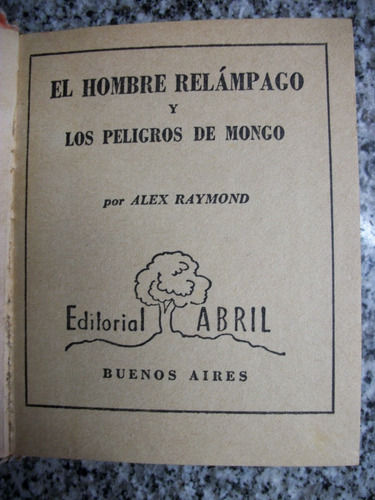 EL HOMBRE RELÁMPAGO
Y
LOS PELIGROS DE MONGO
por ALEX RAYMOND
Editorial ABRIL
BUENOS AIRES